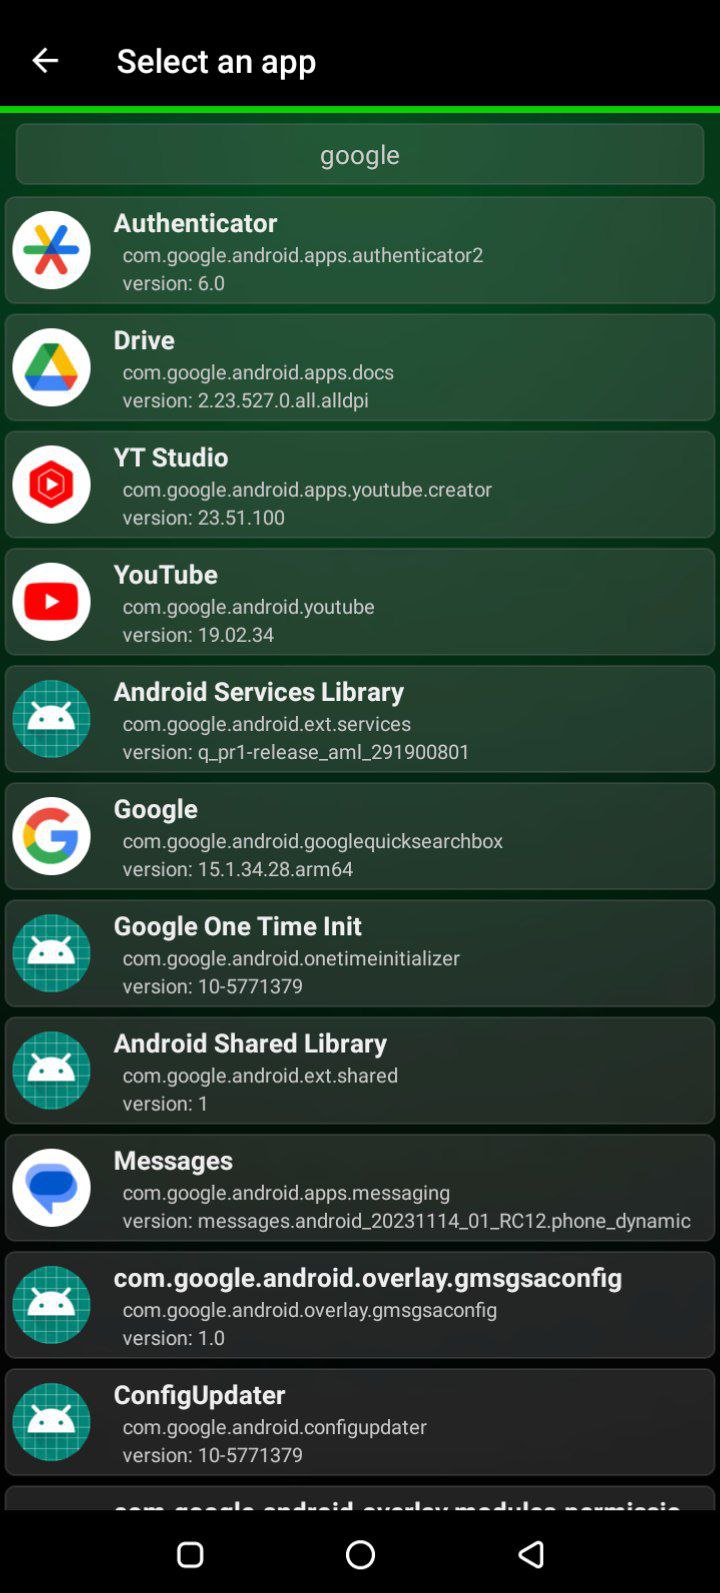 Select an app
google
Authenticator
com.google.android.apps.authenticator2
version: 6.0
Drive
com.google.android.apps.docs
version: 2.23.527.0.all.alldpi
YT Studio
com.google.android.apps.youtube.creator
version: 23.51.100
YouTube
com.google.android.youtube
version: 19.02.34
Android Services Library
com.google.android.ext.services
version: q_pr1-release_aml_291900801
Google
com.google.android.googlequicksearchbox
version: 15.1.34.28.arm64
Google One Time Init
com.google.android.onetimeinitializer
version: 10-5771379
Android Shared Library
com.google.android.ext.shared
version: 1
Messages
com.google.android.apps.messaging
version: messages.android_20231114_01_RC12.phone_dynamic
com.google.android.overlay.gmsgsaconfig
com.google.android.overlay.gmsgsaconfig
version: 1.0
ConfigUpdater
com.google.android.configupdater
version: 10-5771379
com.google.android.overlay.modules.permissio